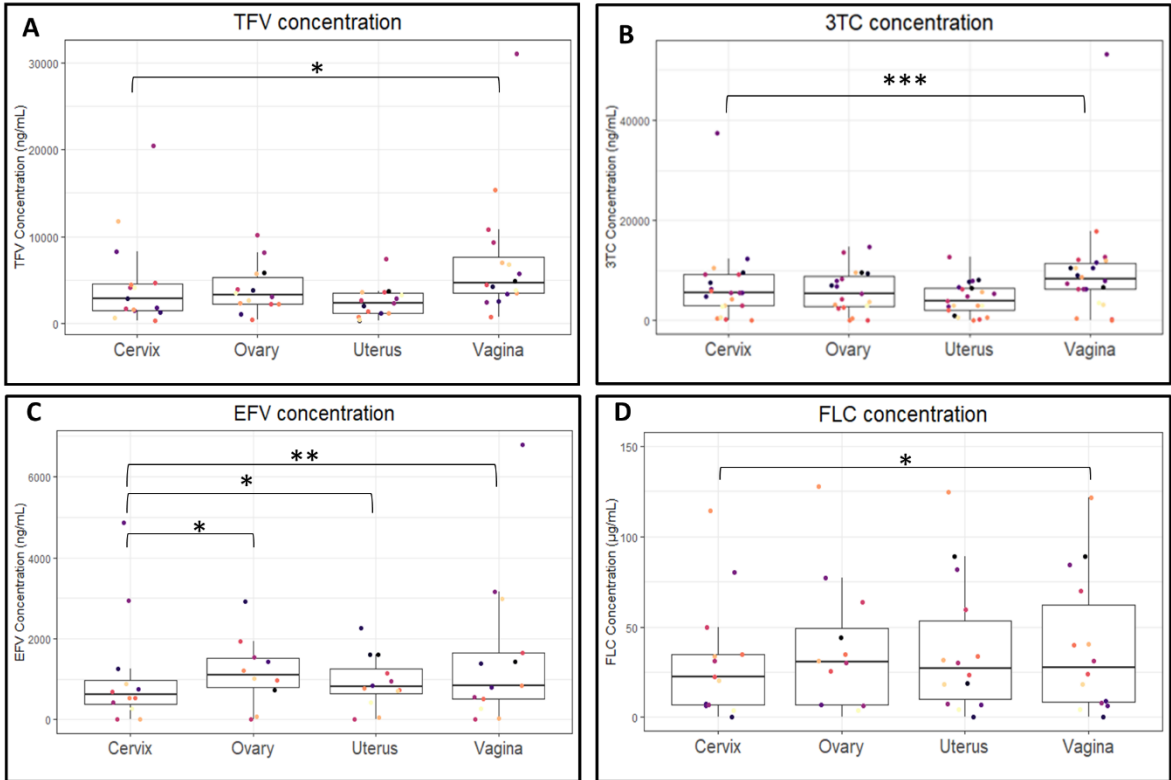 A
TFV concentration
TFV Concentration (ng/mL)
30000
20000
10000
0
*
Cervix Ovary Uterus Vagina
B
3TC concentration
3TC Concentration (ng/mL)
40000
20000
0
***
Cervix Ovary Uterus Vagina
C
EFV concentration
EFV Concentration (ng/mL)
6000
4000
2000
0
**
*
*
Cervix Ovary Uterus Vagina
D
FLC concentration
FLC Concentration (µg/mL)
150
100
50
0
*
Cervix Ovary Uterus Vagina